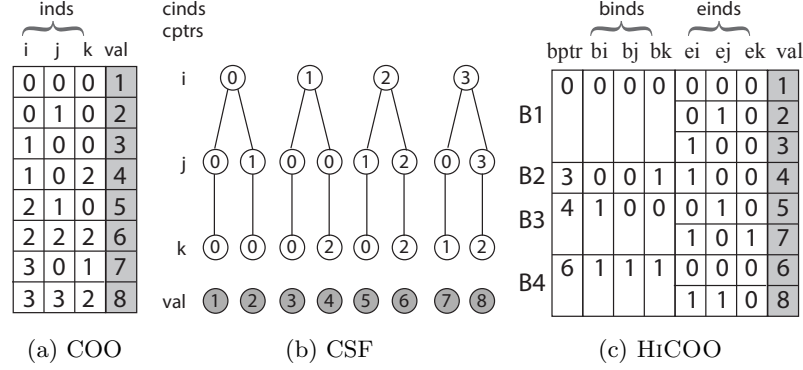 inds
i j k val
0 0 0 1
0 1 0 2
1 0 0 3
1 0 2 4
2 1 0 5
2 2 2 6
3 0 1 7
3 3 2 8
(a) COO
cinds
cptrs
i 0 1 2 3
j 0 1 0 0 1 2 0 3
k 0 0 0 2 0 2 1 2
val 1 2 3 4 5 6 7 8
(b) CSF
binds einds
bptr bi bj bk ei ej ek val
B1 0 0 0 0 0 0 0 1
0 1 0 2
1 0 0 3
B2 3 0 0 1 1 0 0 4
B3 4 1 0 0 0 1 0 5
1 0 1 7
B4 6 1 1 1 0 0 0 6
1 1 0 8
(c) HICOO